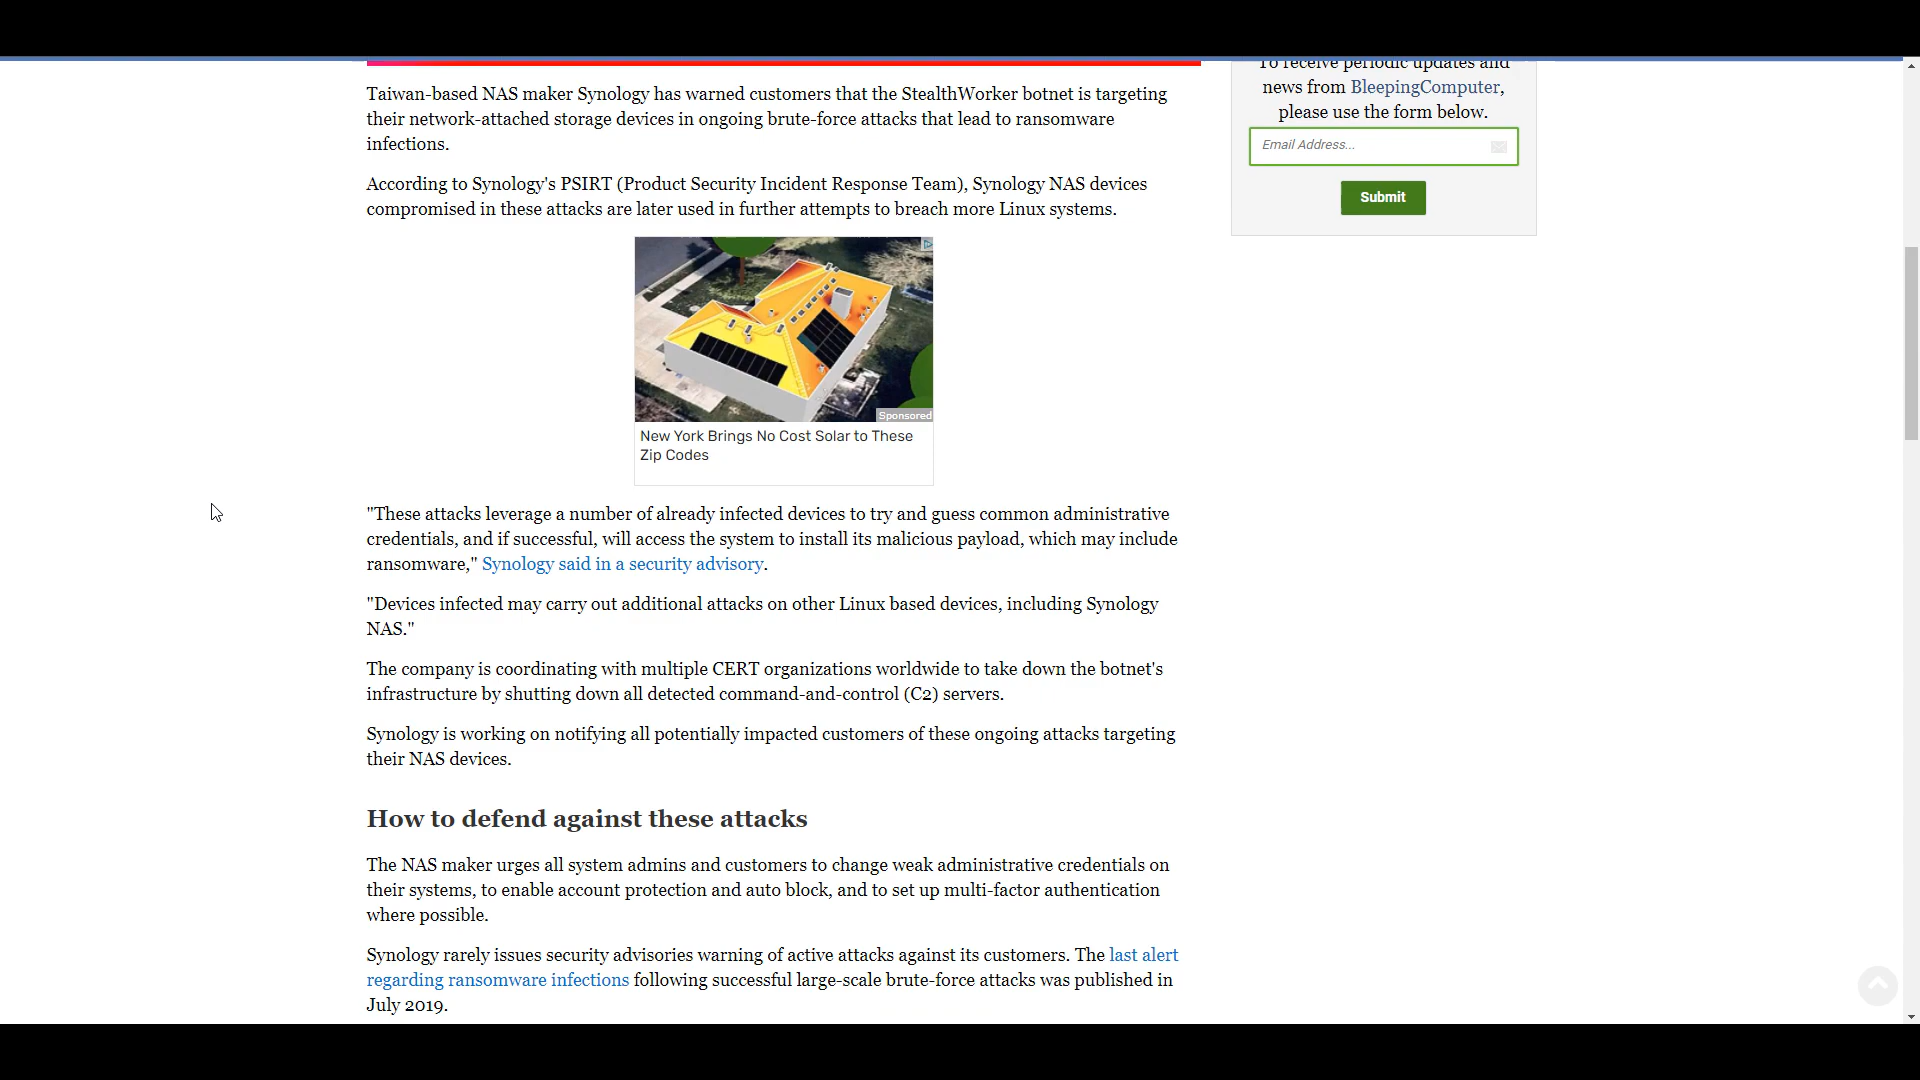 To receive periodic updates and
news from BleepingComputer,
please use the form below.
Email Address...
Submit
Taiwan-based NAS maker Synology has warned customers that the StealthWorker botnet is targeting
their network-attached storage devices in ongoing brute-force attacks that lead to ransomware
infections.
According to Synology's PSIRT (Product Security Incident Response Team), Synology NAS devices
compromised in these attacks are later used in further attempts to breach more Linux systems.
Sponsored
New York Brings No Cost Solar to These
Zip Codes
"These attacks leverage a number of already infected devices to try and guess common administrative
credentials, and if successful, will access the system to install its malicious payload, which may include
ransomware," Synology said in a security advisory.
"Devices infected may carry out additional attacks on other Linux based devices, including Synology
NAS."
The company is coordinating with multiple CERT organizations worldwide to take down the botnet's
infrastructure by shutting down all detected command-and-control (C2) servers.
Synology is working on notifying all potentially impacted customers of these ongoing attacks targeting
their NAS devices.
How to defend against these attacks
The NAS maker urges all system admins and customers to change weak administrative credentials on
their systems, to enable account protection and auto block, and to set up multi-factor authentication
where possible.
Synology rarely issues security advisories warning of active attacks against its customers. The last alert
regarding ransomware infections following successful large-scale brute-force attacks was published in
July 2019.